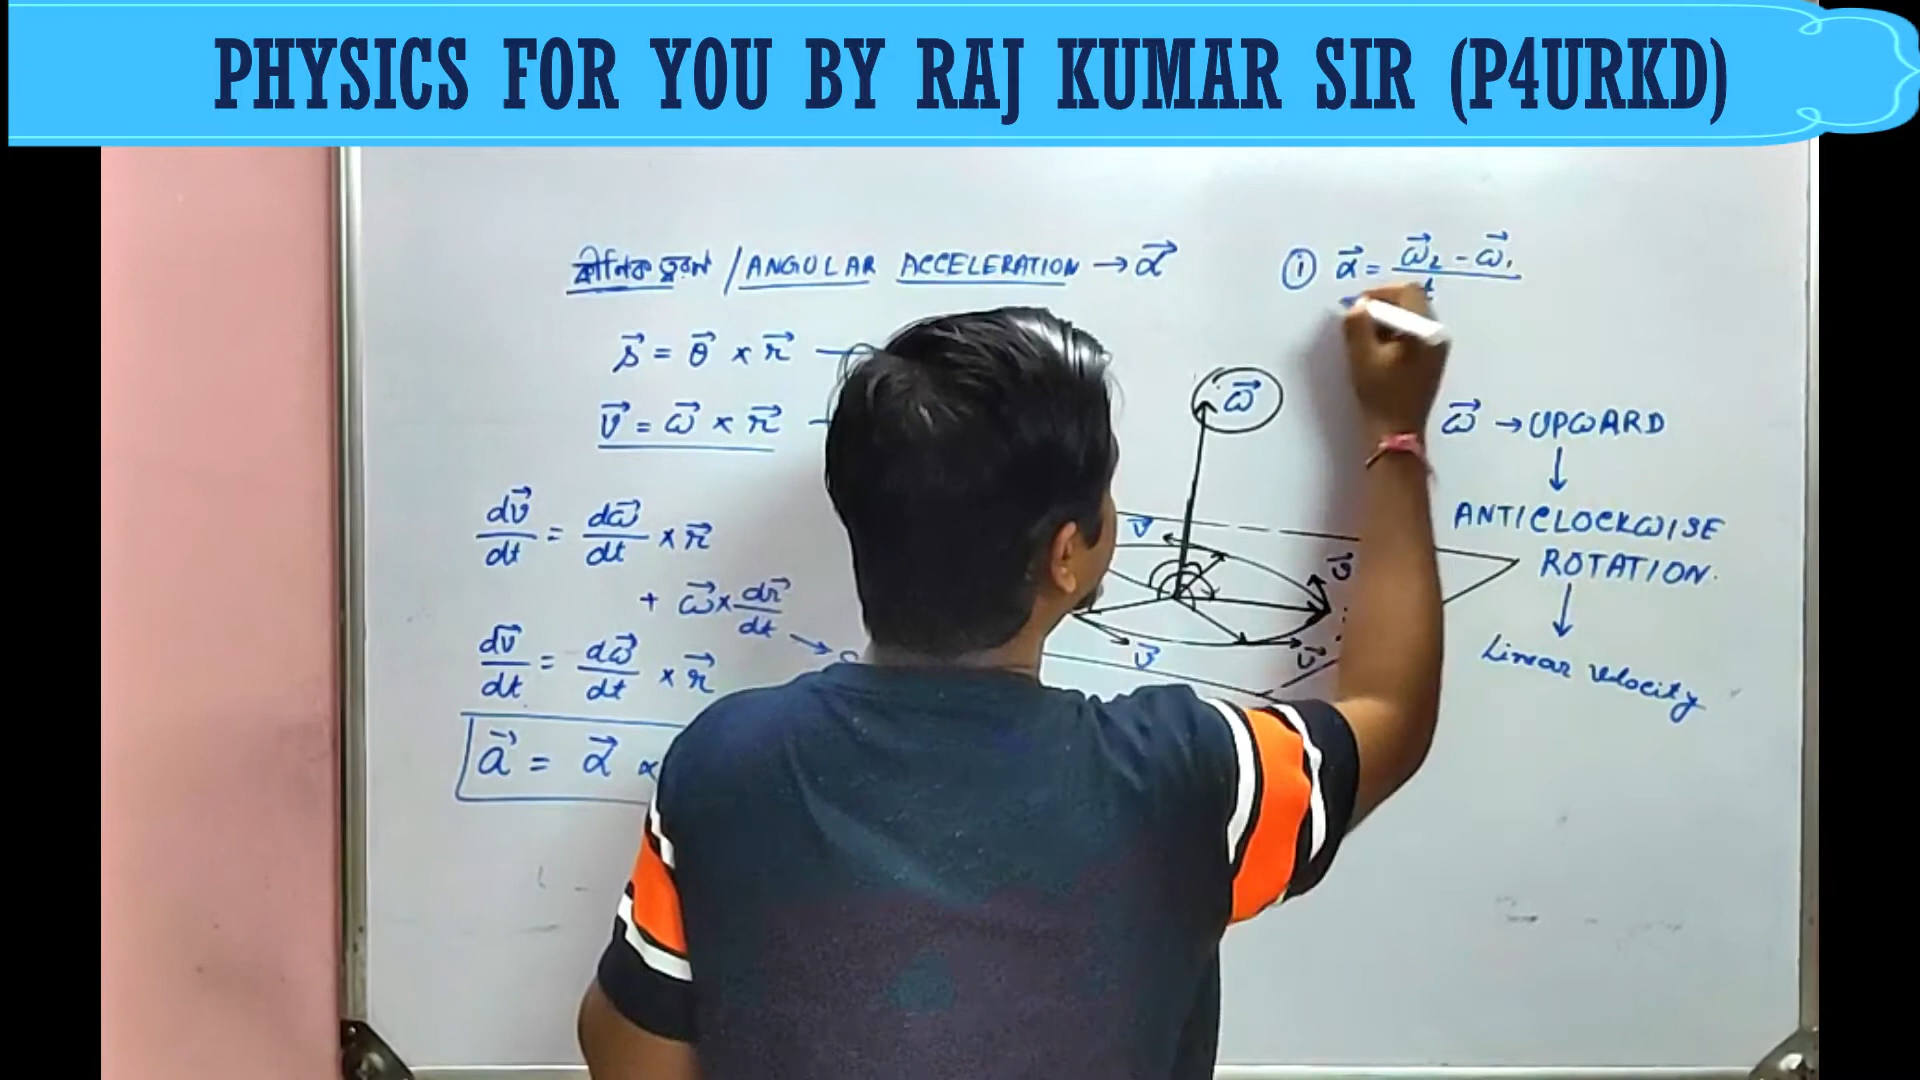 PHYSICS FOR YOU BY RAJ KUMAR SIR (P4URKD)
কৌণিক ত্বরণ / ANGULAR ACCELERATION → α⃗
s⃗ = θ⃗ × r⃗
v⃗ = ω⃗ × r⃗
dv⃗/dt = dω⃗/dt × r⃗
+ ω⃗ × dr⃗/dt →
dv⃗/dt = dω⃗/dt × r⃗
a⃗ = α⃗ ×
ω⃗
v⃗
v⃗
v⃗
v⃗
① α⃗ = ω⃗₂ - ω⃗₁ / t
ω⃗ → UPWARD
↓
ANTICLOCKWISE
ROTATION.
↓
Linear velocity